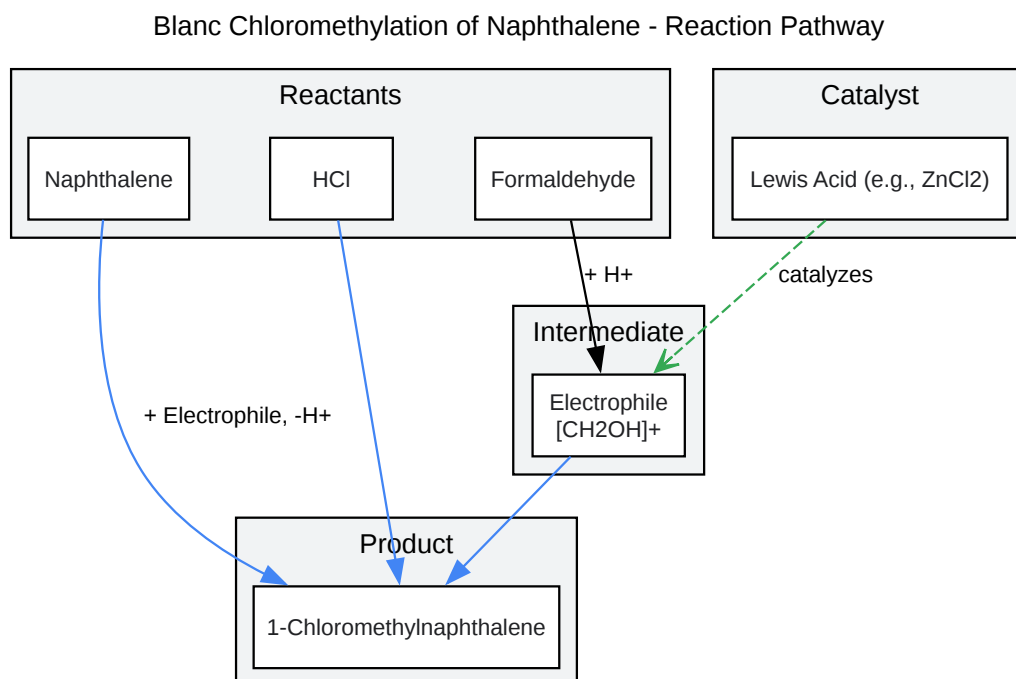 Blanc Chloromethylation of Naphthalene - Reaction Pathway
Reactants
Catalyst
Naphthalene
HCl
Formaldehyde
Lewis Acid (e.g., ZnCl2)
+ H+
catalyzes
Intermediate
Electrophile
[CH2OH]+
+ Electrophile, -H+
Product
1-Chloromethylnaphthalene